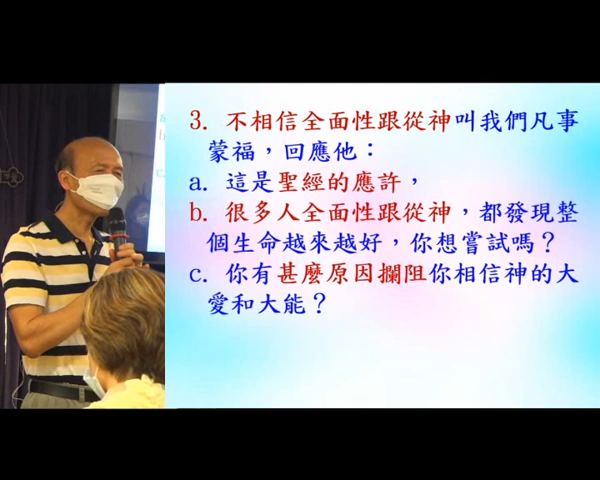 3. 不相信全面性跟從神叫我們凡事
蒙福，回應他：
a. 這是聖經的應許，
b. 很多人全面性跟從神，都發現整
個生命越來越好，你想嘗試嗎？
c. 你有甚麼原因攔阻你相信神的大
愛和大能？